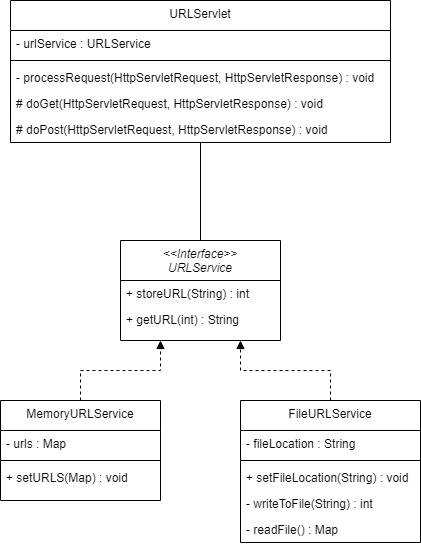 URLServlet
- urlService : URLService
- processRequest(HttpServletRequest, HttpServletResponse) : void
# doGet(HttpServletRequest, HttpServletResponse) : void
# doPost(HttpServletRequest, HttpServletResponse) : void
<<Interface>>
URLService
+ storeURL(String) : int
+ getURL(int) : String
MemoryURLService
- urls : Map
+ setURLS(Map) : void
FileURLService
- fileLocation : String
+ setFileLocation(String) : void
- writeToFile(String) : int
- readFile() : Map